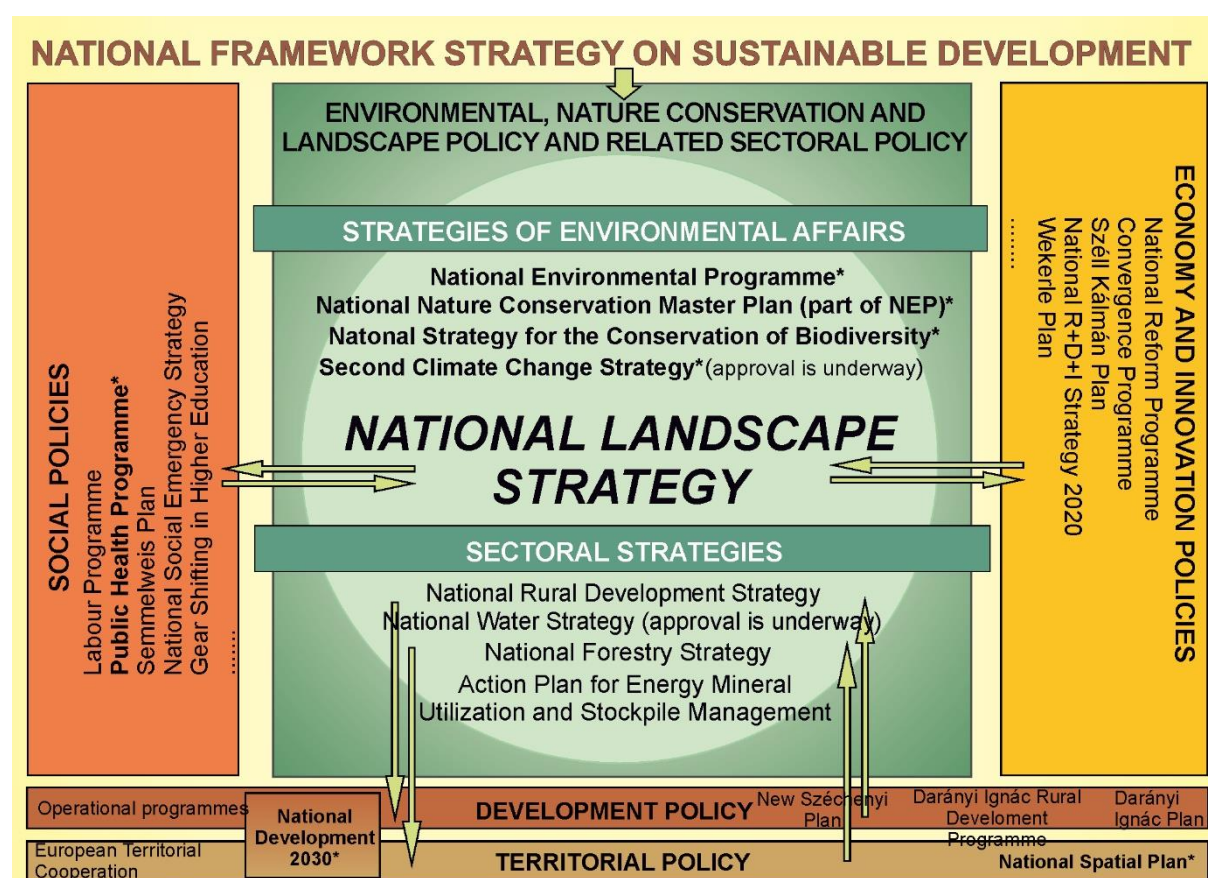 NATIONAL FRAMEWORK STRATEGY ON SUSTAINABLE DEVELOPMENT
SOCIAL POLICIES
Labour Programme
Public Health Programme*
Semmelweis Plan
National Social Emergency Strategy
Gear Shifting in Higher Education
.......
ENVIRONMENTAL, NATURE CONSERVATION AND
LANDSCAPE POLICY AND RELATED SECTORAL POLICY
STRATEGIES OF ENVIRONMENTAL AFFAIRS
National Environmental Programme*
National Nature Conservation Master Plan (part of NEP)*
Natonal Strategy for the Conservation of Biodiversity*
Second Climate Change Strategy* (approval is underway)
NATIONAL LANDSCAPE
STRATEGY
SECTORAL STRATEGIES
National Rural Development Strategy
National Water Strategy (approval is underway)
National Forestry Strategy
Action Plan for Energy Mineral
Utilization and Stockpile Management
ECONOMY AND INNOVATION POLICIES
National Reform Programme
Convergence Programme
Széll Kálmán Plan
National R+D+I Strategy 2020
Wekerle Plan
........
Operational programmes
National
Development
2030*
DEVELOPMENT POLICY
New Széchenyi
Plan
Darányi Ignác Rural
Develoment
Programme
Darányi
Ignác Plan
European Territorial
Cooperation
TERRITORIAL POLICY
National Spatial Plan*